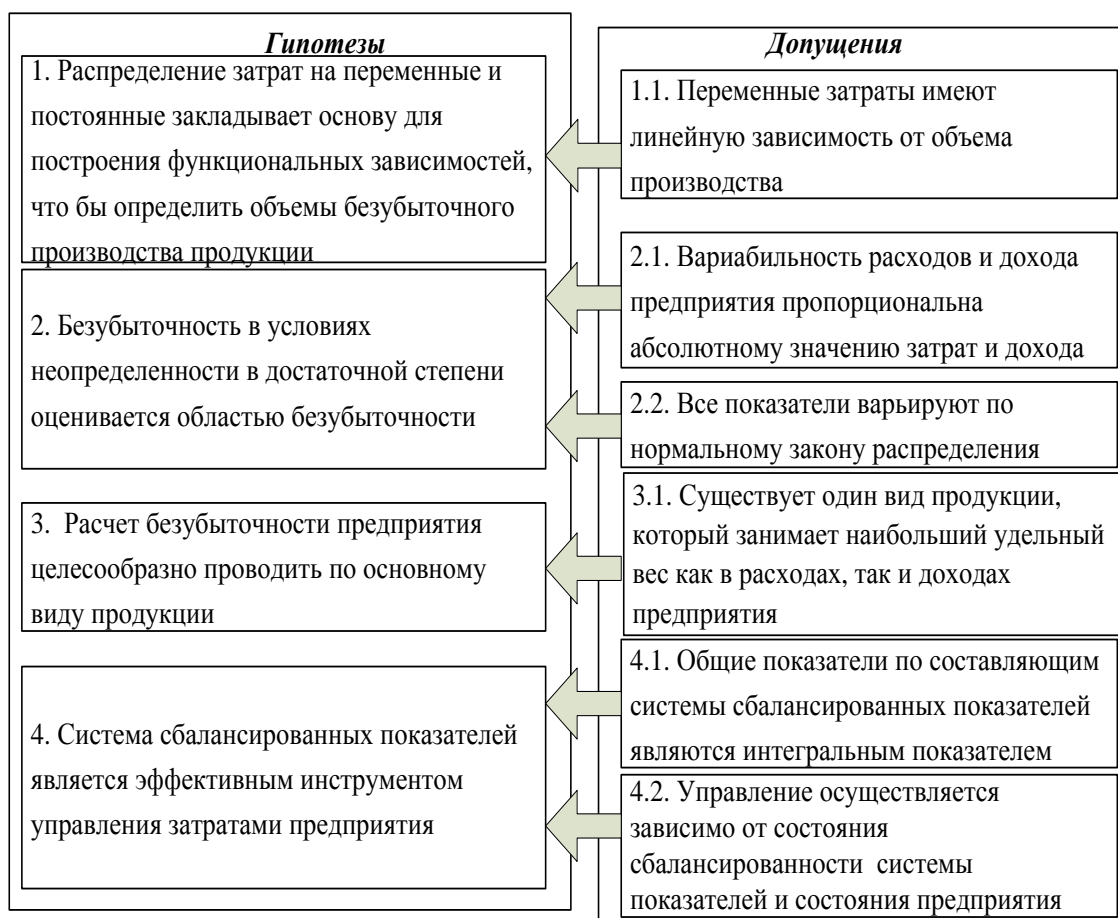 Гипотезы
1. Распределение затрат на переменные и
постоянные закладывает основу для
построения функциональных зависимостей,
что бы определить объемы безубыточного
производства продукции
2. Безубыточность в условиях
неопределенности в достаточной степени
оценивается областью безубыточности
3. Расчет безубыточности предприятия
целесообразно проводить по основному
виду продукции
4. Система сбалансированных показателей
является эффективным инструментом
управления затратами предприятия
Допущения
1.1. Переменные затраты имеют
линейную зависимость от объема
производства
2.1. Вариабильность расходов и дохода
предприятия пропорциональна
абсолютному значению затрат и дохода
2.2. Все показатели варьируют по
нормальному закону распределения
3.1. Существует один вид продукции,
который занимает наибольший удельный
вес как в расходах, так и доходах
предприятия
4.1. Общие показатели по составляющим
системы сбалансированных показателей
являются интегральным показателем
4.2. Управление осуществляется
зависимо от состояния
сбалансированности системы
показателей и состояния предприятия